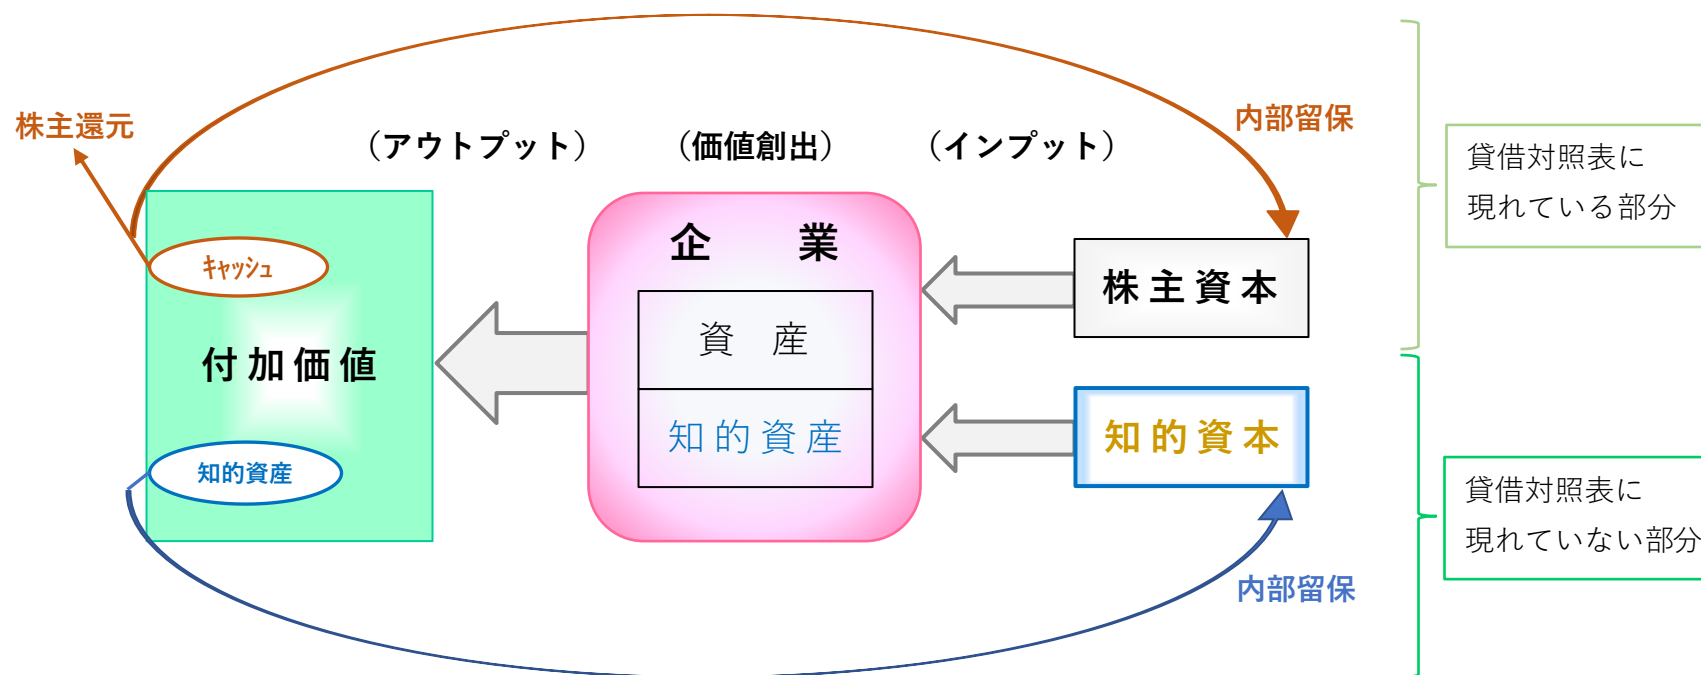 株主還元
内部留保
（アウトプット）
（価値創出）
（インプット）
貸借対照表に
現れている部分
企　業
ｷｬｯｼｭ
株主資本
資　産
付加価値
知的資産
知的資本
知的資産
貸借対照表に
現れていない部分
内部留保